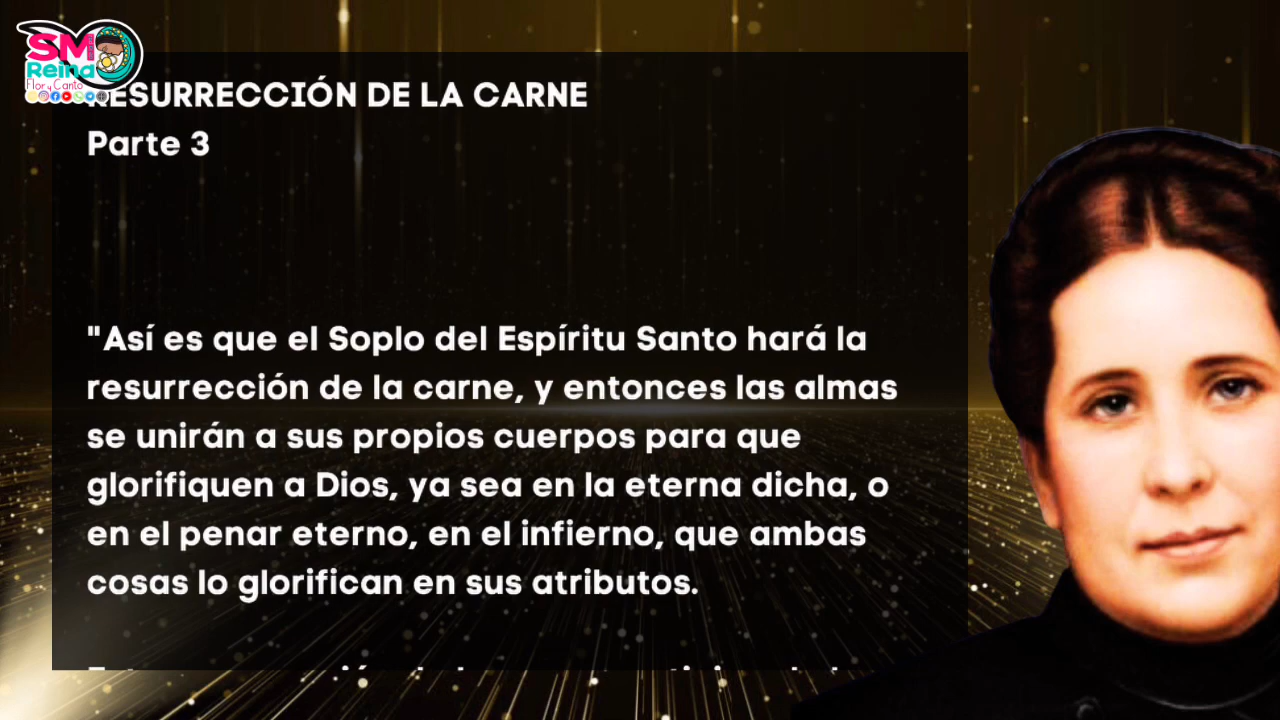 SM
Reina
Flor y Canto
RESURRECCIÓN DE LA CARNE
Parte 3
"Así es que el Soplo del Espíritu Santo hará la
resurrección de la carne, y entonces las almas
se unirán a sus propios cuerpos para que
glorifiquen a Dios, ya sea en la eterna dicha, o
en el penar eterno, en el infierno, que ambas
cosas lo glorifican en sus atributos.